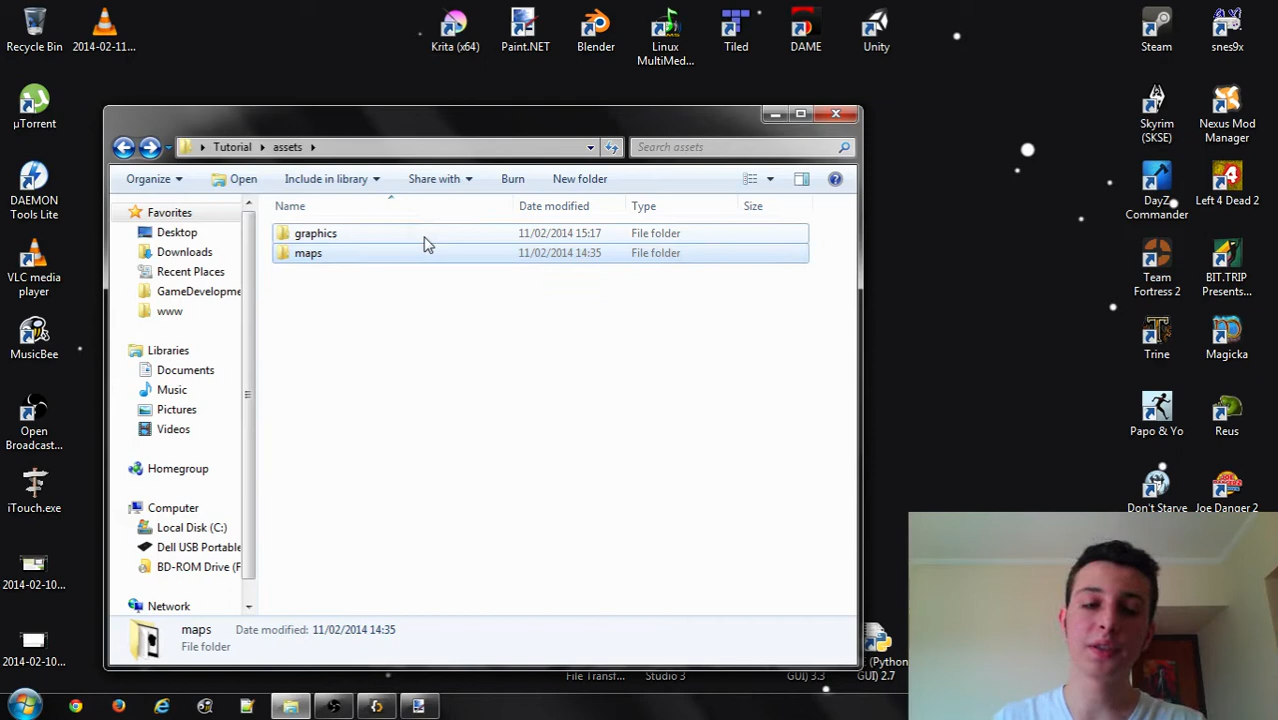 Recycle Bin
2014-02-11...
Krita (x64)
Paint.NET
Blender
Linux
MultiMed...
Tiled
DAME
Unity
Steam
snes9x
µTorrent
Skyrim
(SKSE)
Nexus Mod
Manager
DAEMON
Tools Lite
DayZ
Commander
Left 4 Dead 2
VLC media
player
Team
Fortress 2
BIT.TRIP
Presents...
MusicBee
Trine
Magicka
Open
Broadcast...
Papo & Yo
Reus
iTouch.exe
Don't Starve
Joe Danger 2
2014-02-10...
2014-02-10...
Tutorial
assets
Search assets
Organize
Open
Include in library
Share with
Burn
New folder
Name
Date modified
Type
Size
graphics
11/02/2014 15:17
File folder
maps
11/02/2014 14:35
File folder
Favorites
Desktop
Downloads
Recent Places
GameDevelopme
www
Libraries
Documents
Music
Pictures
Videos
Homegroup
Computer
Local Disk (C:)
Dell USB Portable
BD-ROM Drive (F
Network
maps
Date modified: 11/02/2014 14:35
File folder
File Transf...
Studio 3
(Python
GUI) 3.3
GUI) 2.7